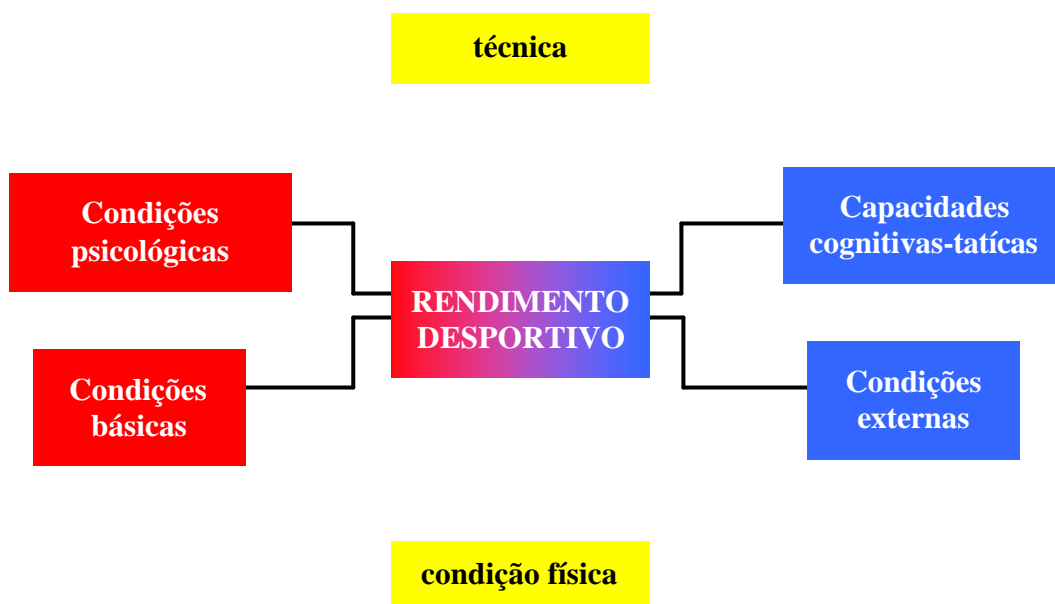 técnica
Condições
psicológicas
Capacidades
cognitivas-tatícas
RENDIMENTO
DESPORTIVO
Condições
básicas
Condições
externas
condição física